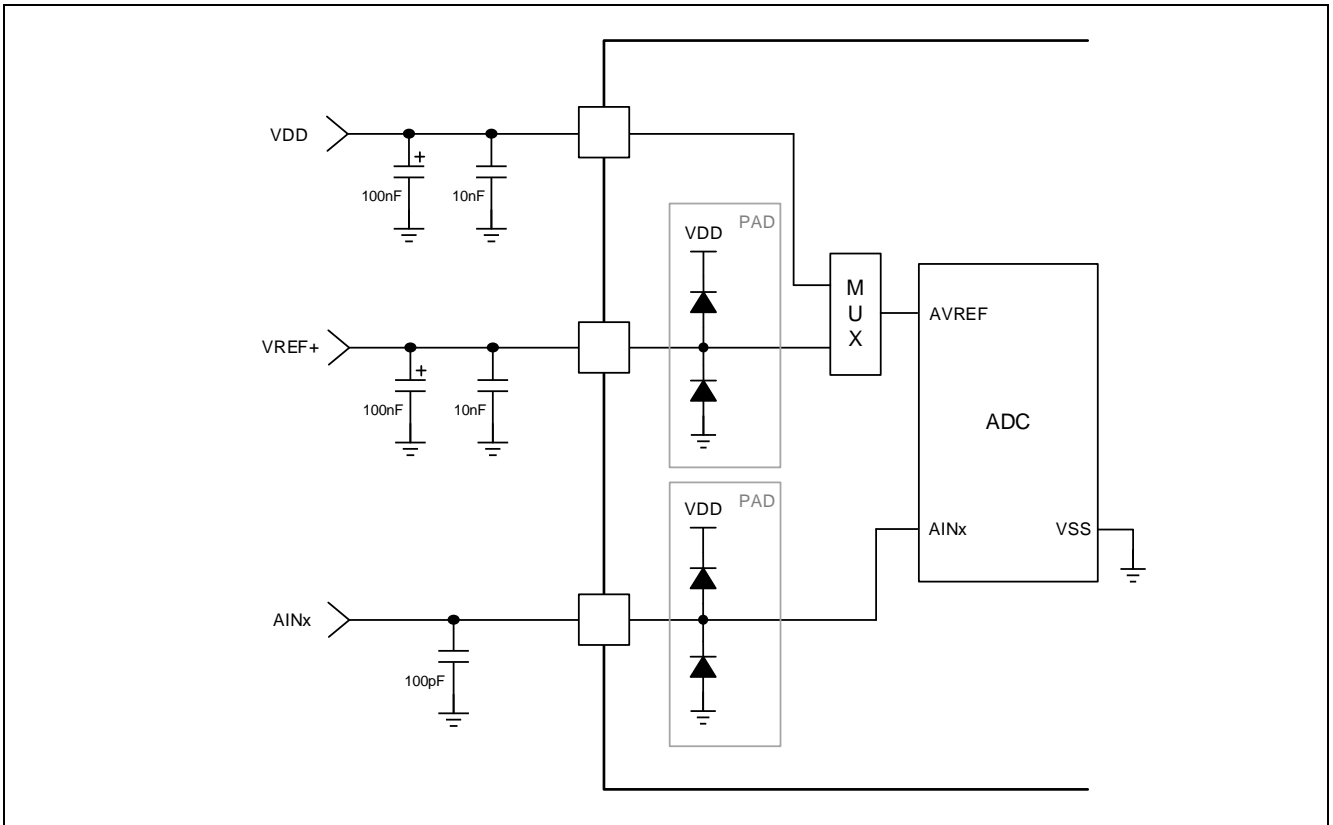 VDD
+
100nF
10nF
PAD
VDD
M
U
X
AVREF
VREF+
+
100nF
10nF
ADC
PAD
VDD
AINx
VSS
AINx
100pF